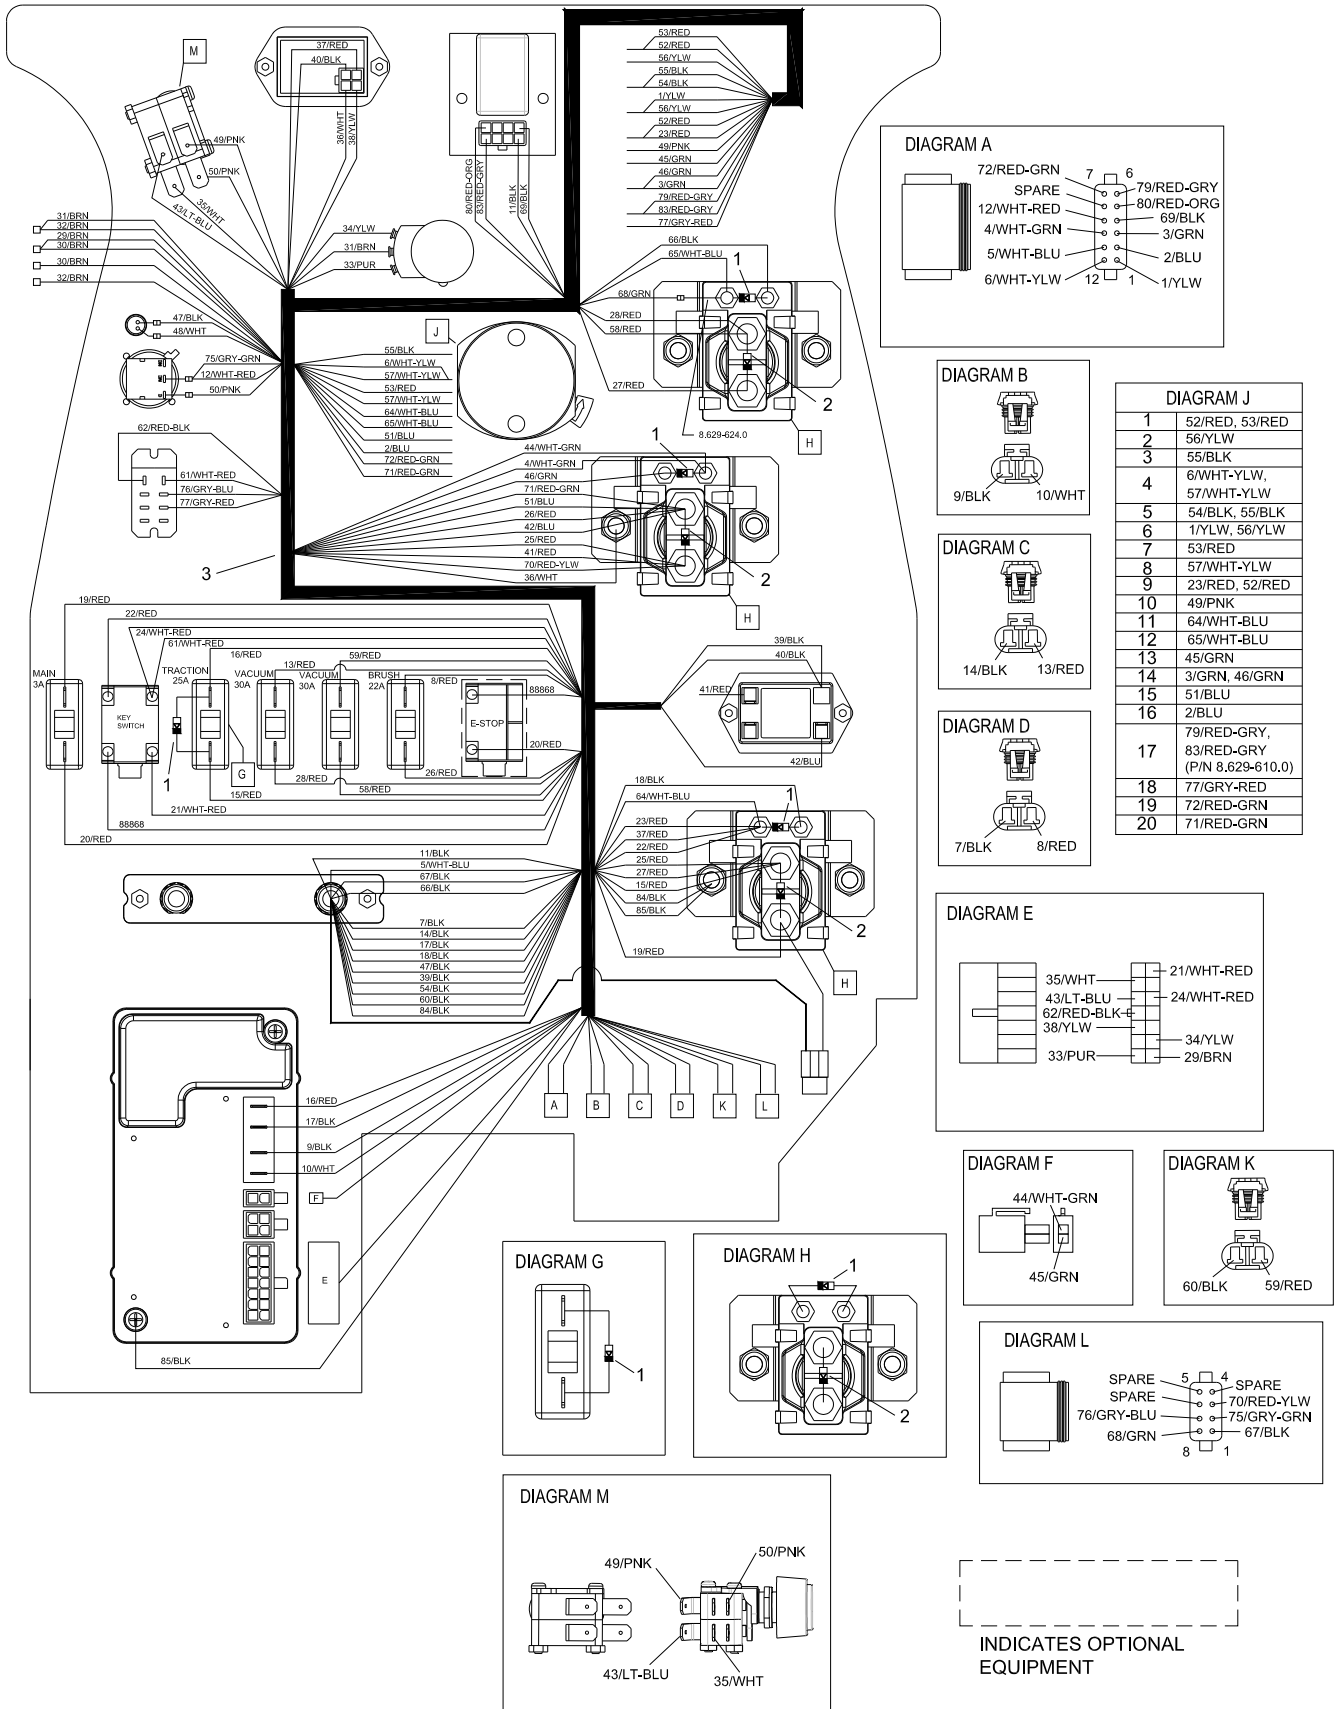 M
37/RED
40/BLK
36/WHT
38/YLW
49/PNK
50/PNK
35/WHT
43/LT-BLU
80/RED-ORG
83/RED-GRY
11/BLK
69/BLK
53/RED
52/RED
56/YLW
55/BLK
54/BLK
1/YLW
56/YLW
52/RED
23/RED
49/PNK
45/GRN
46/GRN
3/GRN
79/RED-GRY
83/RED-GRY
77/GRY-RED
31/BRN
32/BRN
29/BRN
30/BRN
30/BRN
32/BRN
34/YLW
31/BRN
33/PUR
47/BLK
48/WHT
75/GRY-GRN
12/WHT-RED
50/PNK
62/RED-BLK
61/WHT-RED
76/GRY-BLU
77/GRY-RED
J
55/BLK
6/WHT-YLW
57/WHT-YLW
53/RED
57/WHT-YLW
64/WHT-BLU
65/WHT-BLU
51/BLU
2/BLU
72/RED-GRN
71/RED-GRN
66/BLK
65/WHT-BLU
1
68/GRN
28/RED
58/RED
27/RED
2
8.629-624.0
H
44/WHT-GRN
4/WHT-GRN
46/GRN
71/RED-GRN
51/BLU
26/RED
42/BLU
25/RED
41/RED
70/RED-YLW
36/WHT
1
2
H
3
19/RED
22/RED
24/WHT-RED
61/WHT-RED
16/RED
59/RED
13/RED
8/RED
MAIN
3A
KEY
SWITCH
TRACTION
25A
VACUUM
30A
VACUUM
30A
BRUSH
22A
E-STOP
88868
20/RED
1
G
26/RED
28/RED
58/RED
15/RED
21/WHT-RED
88868
20/RED
39/BLK
40/BLK
41/RED
42/BLU
18/BLK
64/WHT-BLU
23/RED
37/RED
22/RED
25/RED
27/RED
15/RED
84/BLK
85/BLK
19/RED
1
2
H
11/BLK
5/WHT-BLU
67/BLK
66/BLK
7/BLK
14/BLK
17/BLK
18/BLK
47/BLK
39/BLK
54/BLK
60/BLK
84/BLK
A
B
C
D
K
L
16/RED
17/BLK
9/BLK
10/WHT
F
E
85/BLK
DIAGRAM A
72/RED-GRN
SPARE
12/WHT-RED
4/WHT-GRN
5/WHT-BLU
6/WHT-YLW
7
6
12
1
79/RED-GRY
80/RED-ORG
69/BLK
3/GRN
2/BLU
1/YLW
DIAGRAM B
9/BLK
10/WHT
DIAGRAM C
14/BLK
13/RED
DIAGRAM D
7/BLK
8/RED
DIAGRAM J
1 52/RED, 53/RED
2 56/YLW
3 55/BLK
4 6/WHT-YLW,
57/WHT-YLW
5 54/BLK, 55/BLK
6 1/YLW, 56/YLW
7 53/RED
8 57/WHT-YLW
9 23/RED, 52/RED
10 49/PNK
11 64/WHT-BLU
12 65/WHT-BLU
13 45/GRN
14 3/GRN, 46/GRN
15 51/BLU
16 2/BLU
17 79/RED-GRY,
83/RED-GRY
(P/N 8.629-610.0)
18 77/GRY-RED
19 72/RED-GRN
20 71/RED-GRN
DIAGRAM E
35/WHT
43/LT-BLU
62/RED-BLK
38/YLW
33/PUR
21/WHT-RED
24/WHT-RED
34/YLW
29/BRN
DIAGRAM F
44/WHT-GRN
45/GRN
DIAGRAM K
60/BLK
59/RED
DIAGRAM G
1
DIAGRAM H
1
2
DIAGRAM L
SPARE
SPARE
76/GRY-BLU
68/GRN
5
4
8
1
SPARE
70/RED-YLW
75/GRY-GRN
67/BLK
DIAGRAM M
49/PNK
50/PNK
43/LT-BLU
35/WHT
INDICATES OPTIONAL
EQUIPMENT